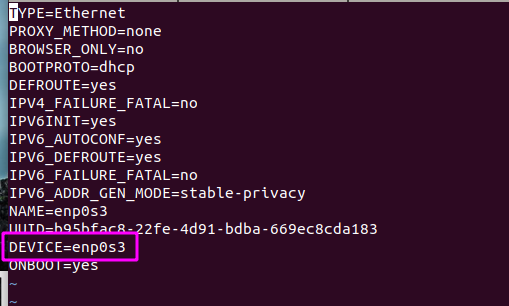 TYPE=Ethernet
PROXY_METHOD=none
BROWSER_ONLY=no
BOOTPROTO=dhcp
DEFROUTE=yes
IPV4_FAILURE_FATAL=no
IPV6INIT=yes
IPV6_AUTOCONF=yes
IPV6_DEFROUTE=yes
IPV6_FAILURE_FATAL=no
IPV6_ADDR_GEN_MODE=stable-privacy
NAME=enp0s3
UUID=b95bfac8-22fe-4d91-bdba-669ec8cda183
DEVICE=enp0s3
ONBOOT=yes
~
~